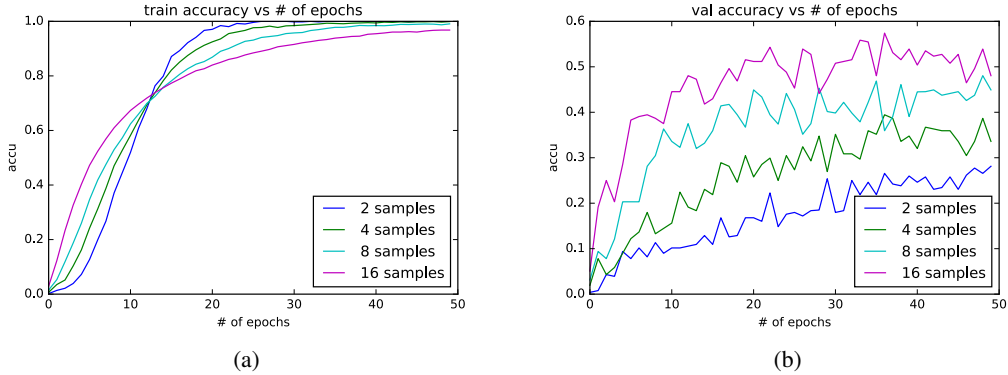 train accuracy vs # of epochs
1.0
0.8
0.6
0.4
0.2
0.0
accu
0 10 20 30 40 50
# of epochs
2 samples
4 samples
8 samples
16 samples
(a)
val accuracy vs # of epochs
0.6
0.5
0.4
0.3
0.2
0.1
0.0
accu
0 10 20 30 40 50
# of epochs
2 samples
4 samples
8 samples
16 samples
(b)